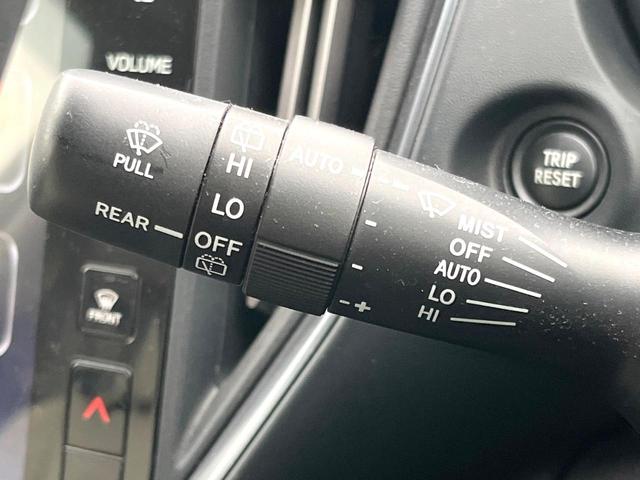 VOLUME
PULL
REAR
HI
LO
OFF
AUTO
- +
MIST
OFF
AUTO
LO
HI
TRIP
RESET
FRONT